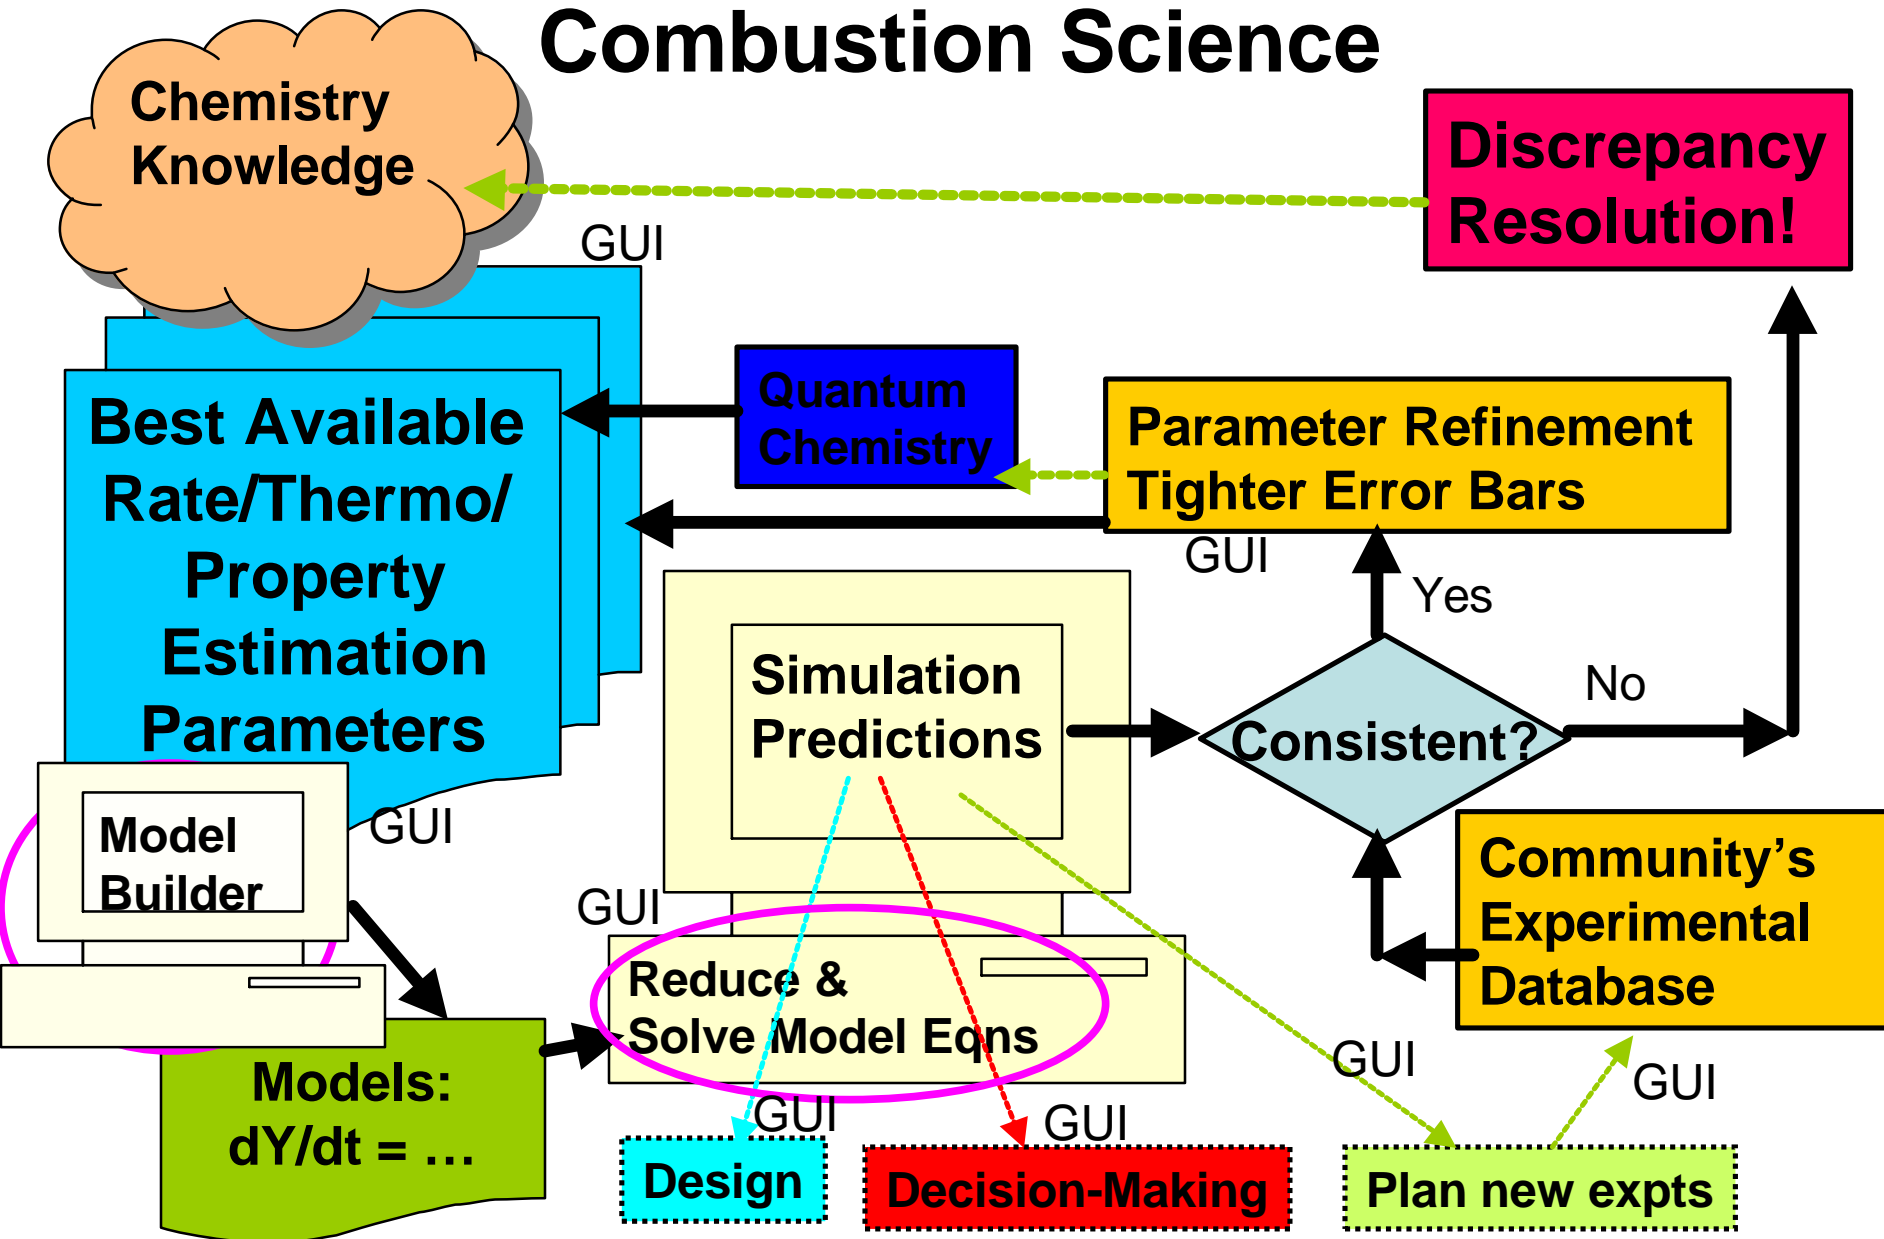 Combustion Science
Chemistry
Knowledge
Discrepancy
Resolution!
GUI
Quantum
Chemistry
Parameter Refinement
Tighter Error Bars
Best Available
Rate/Thermo/
Property
Estimation
Parameters
GUI
Yes
Simulation
Predictions
Consistent?
No
Model
Builder
GUI
GUI
Community’s
Experimental
Database
Reduce &
Solve Model Eqns
Models:
dY/dt = …
GUI
GUI
GUI
GUI
Design
Decision-Making
Plan new expts